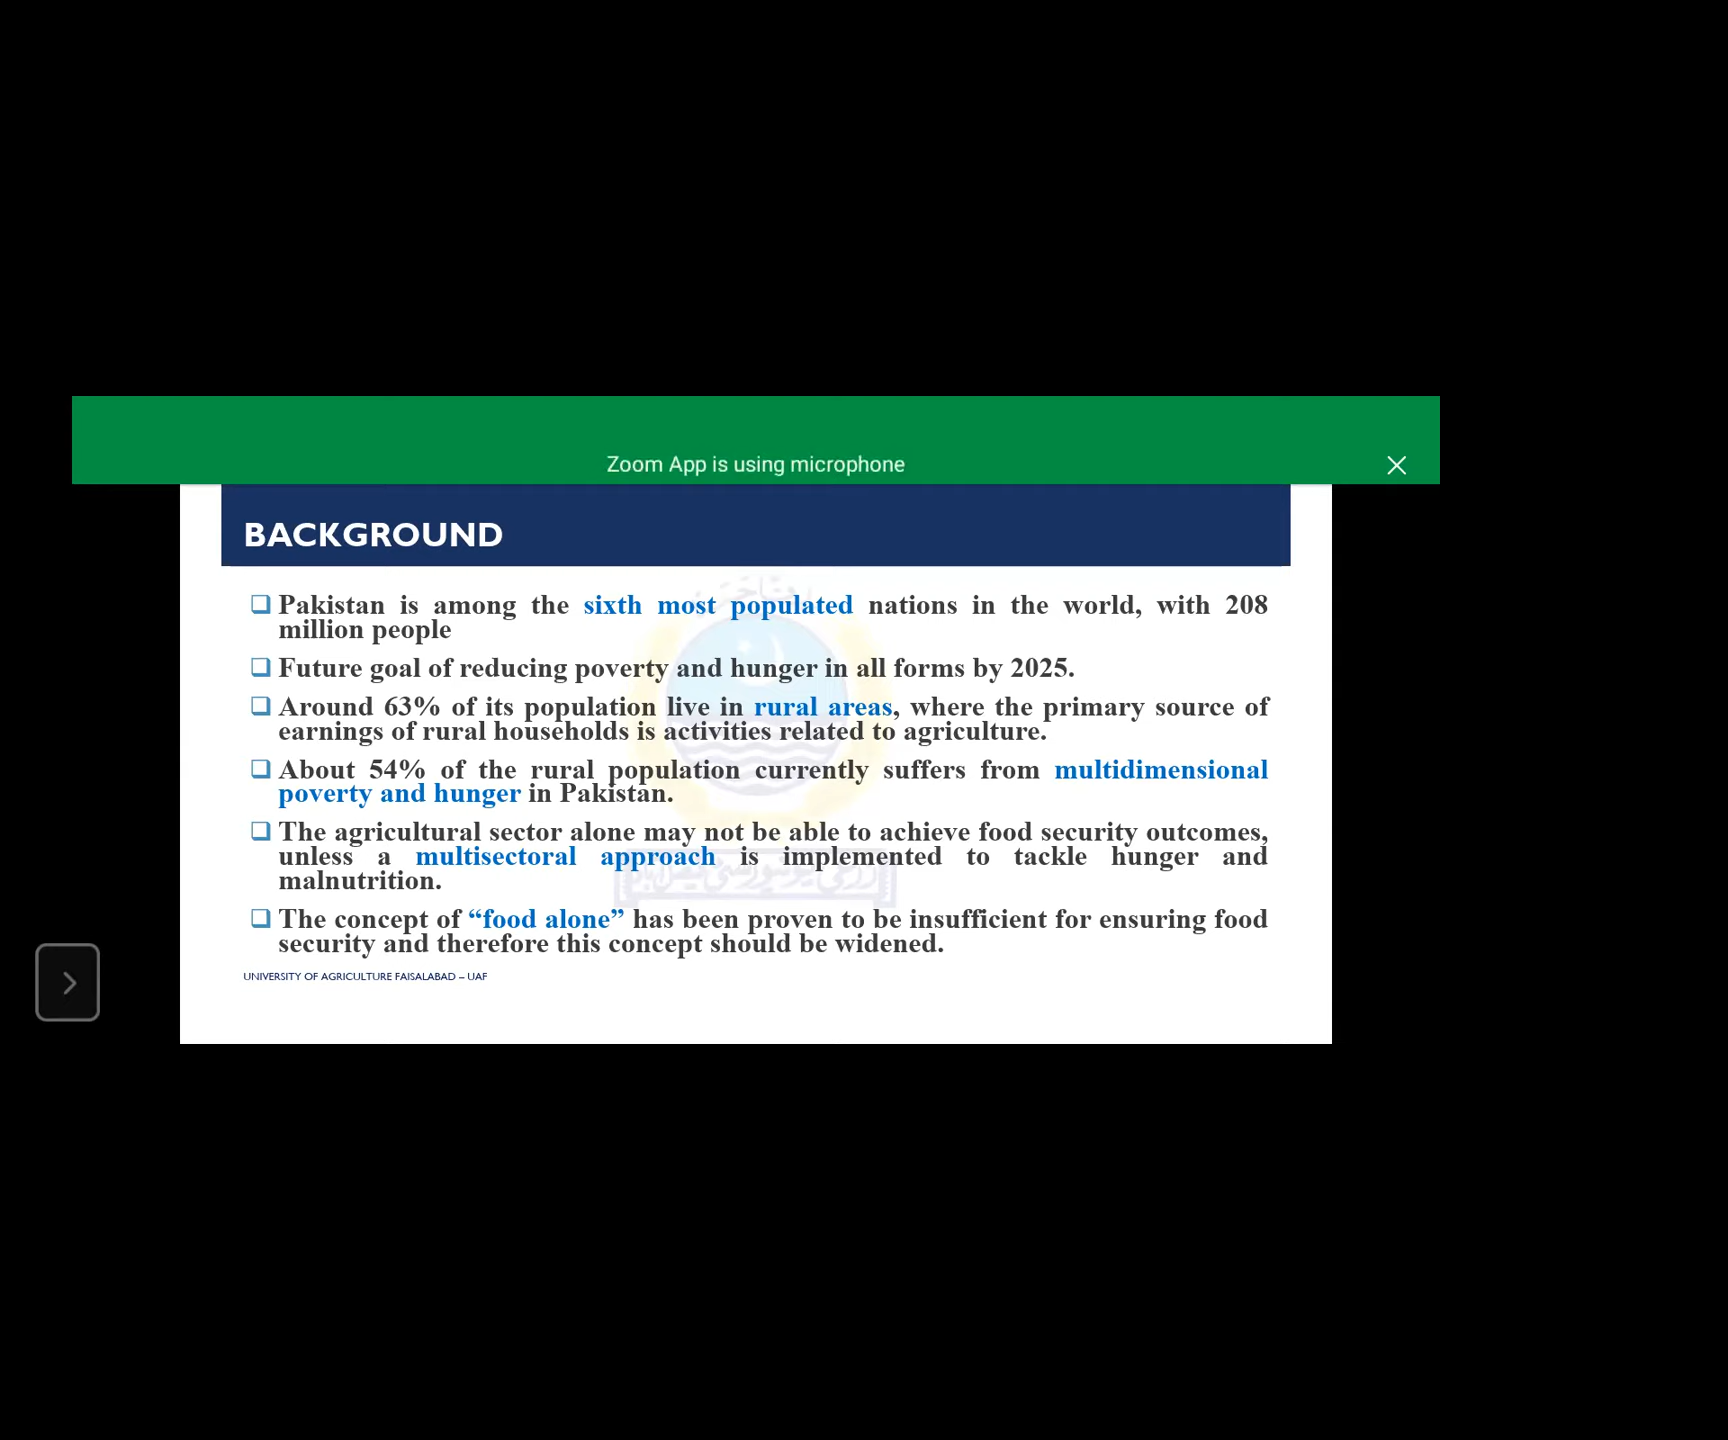 Zoom App is using microphone
BACKGROUND
Pakistan is among the sixth most populated nations in the world, with 208
million people
Future goal of reducing poverty and hunger in all forms by 2025.
Around 63% of its population live in rural areas, where the primary source of
earnings of rural households is activities related to agriculture.
About 54% of the rural population currently suffers from multidimensional
poverty and hunger in Pakistan.
The agricultural sector alone may not be able to achieve food security outcomes,
unless a multisectoral approach is implemented to tackle hunger and
malnutrition.
The concept of “food alone” has been proven to be insufficient for ensuring food
security and therefore this concept should be widened.
UNIVERSITY OF AGRICULTURE FAISALABAD – UAF